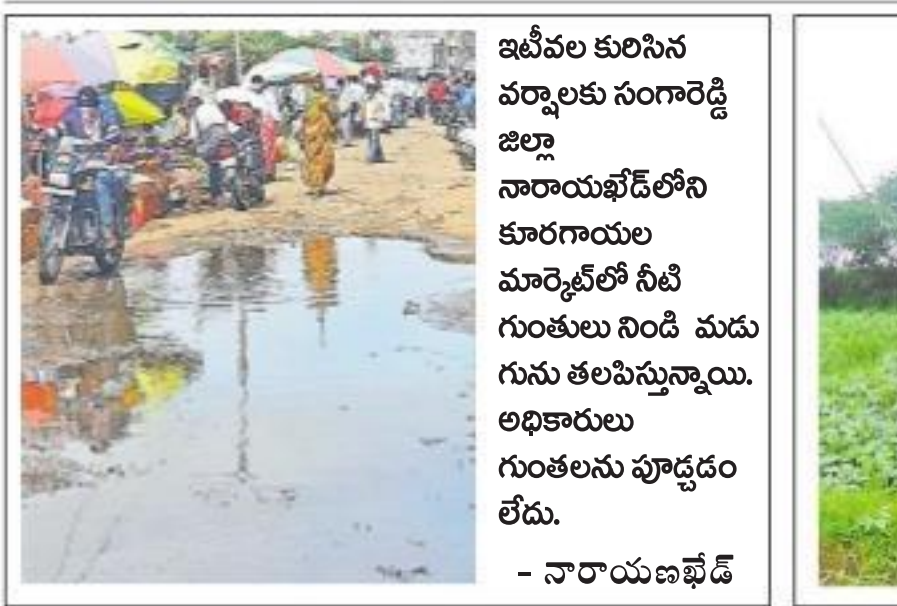 ఇటీవల కురిసిన
వర్షాలకు సంగారెడ్డి
జిల్లా
నారాయఖేడ్‌లోని
కూరగాయల
మార్కెట్‌లో నీటి
గుంతులు నిండి మడు
గును తలపిస్తున్నాయి.
అధికారులు
గుంతలను పూడ్చడం
లేదు.
- నారాయణఖేడ్